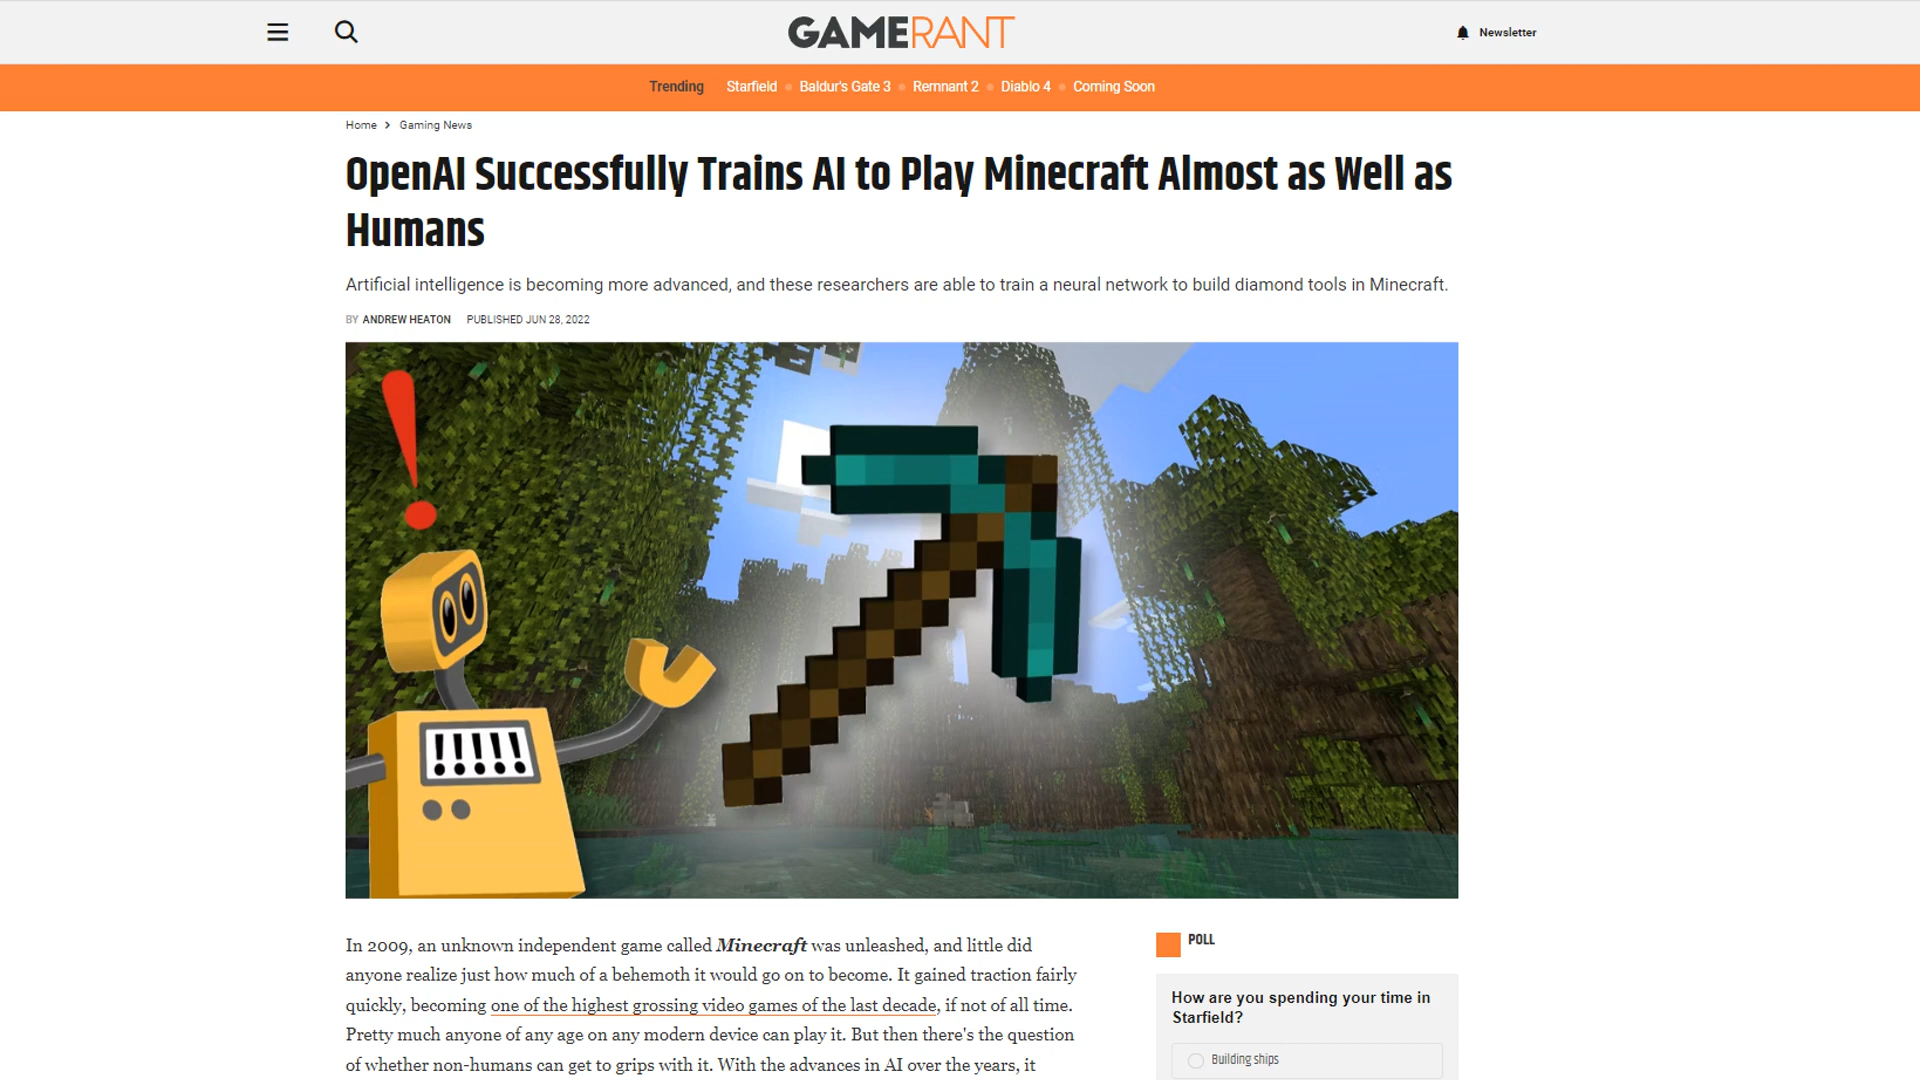 GAMERANT
Newsletter
Trending Starfield Baldur's Gate 3 Remnant 2 Diablo 4 Coming Soon
Home > Gaming News
OpenAI Successfully Trains AI to Play Minecraft Almost as Well as
Humans
Artificial intelligence is becoming more advanced, and these researchers are able to train a neural network to build diamond tools in Minecraft.
BY ANDREW HEATON PUBLISHED JUN 28, 2022
!
!!!!!
In 2009, an unknown independent game called Minecraft was unleashed, and little did
anyone realize just how much of a behemoth it would go on to become. It gained traction fairly
quickly, becoming one of the highest grossing video games of the last decade, if not of all time.
Pretty much anyone of any age on any modern device can play it. But then there's the question
of whether non-humans can get to grips with it. With the advances in AI over the years, it
POLL
How are you spending your time in
Starfield?
Building ships